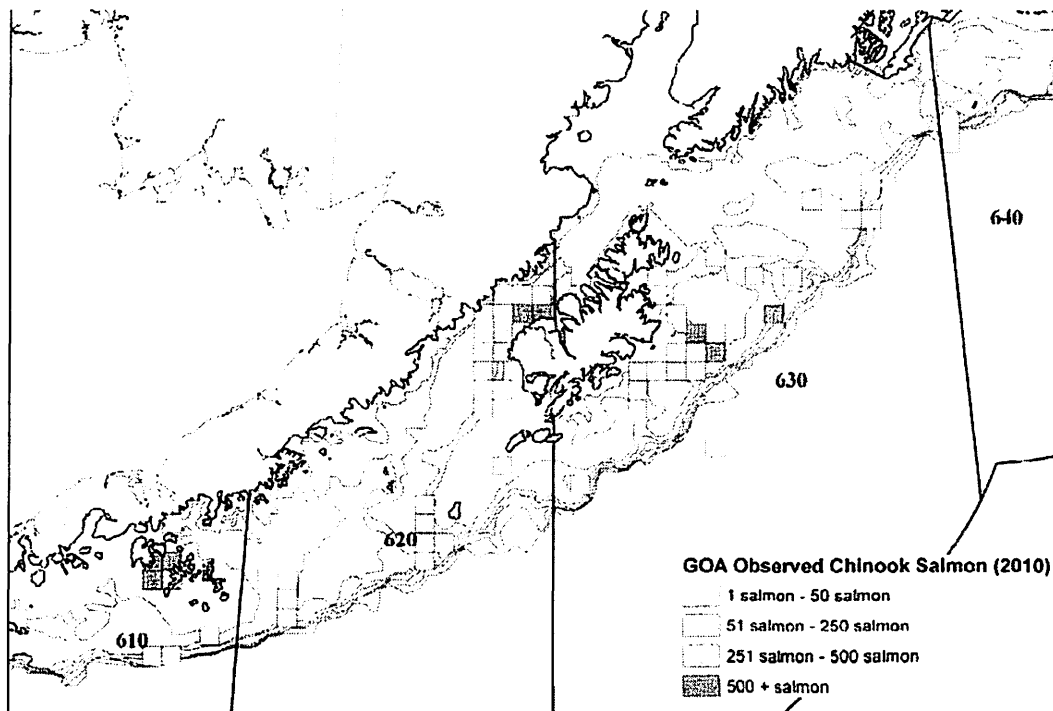 640
630
620
610
GOA Observed Chinook Salmon (2010)
1 salmon - 50 salmon
51 salmon - 250 salmon
251 salmon - 500 salmon
500 + salmon